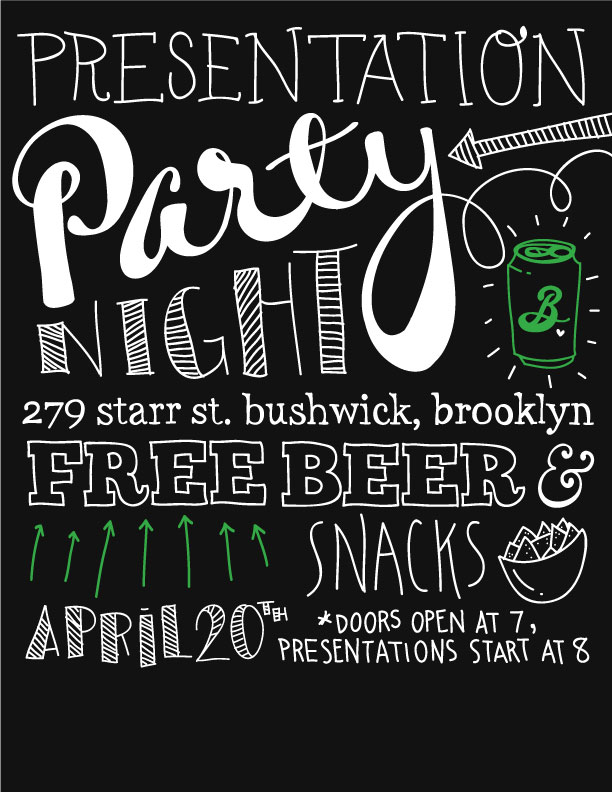 PRESENTATION
Party
NIGHT
B
279 starr st. bushwick, brooklyn
FREE BEER &
SNACKS
APRIL 20TH
*DOORS OPEN AT 7,
PRESENTATIONS START AT 8